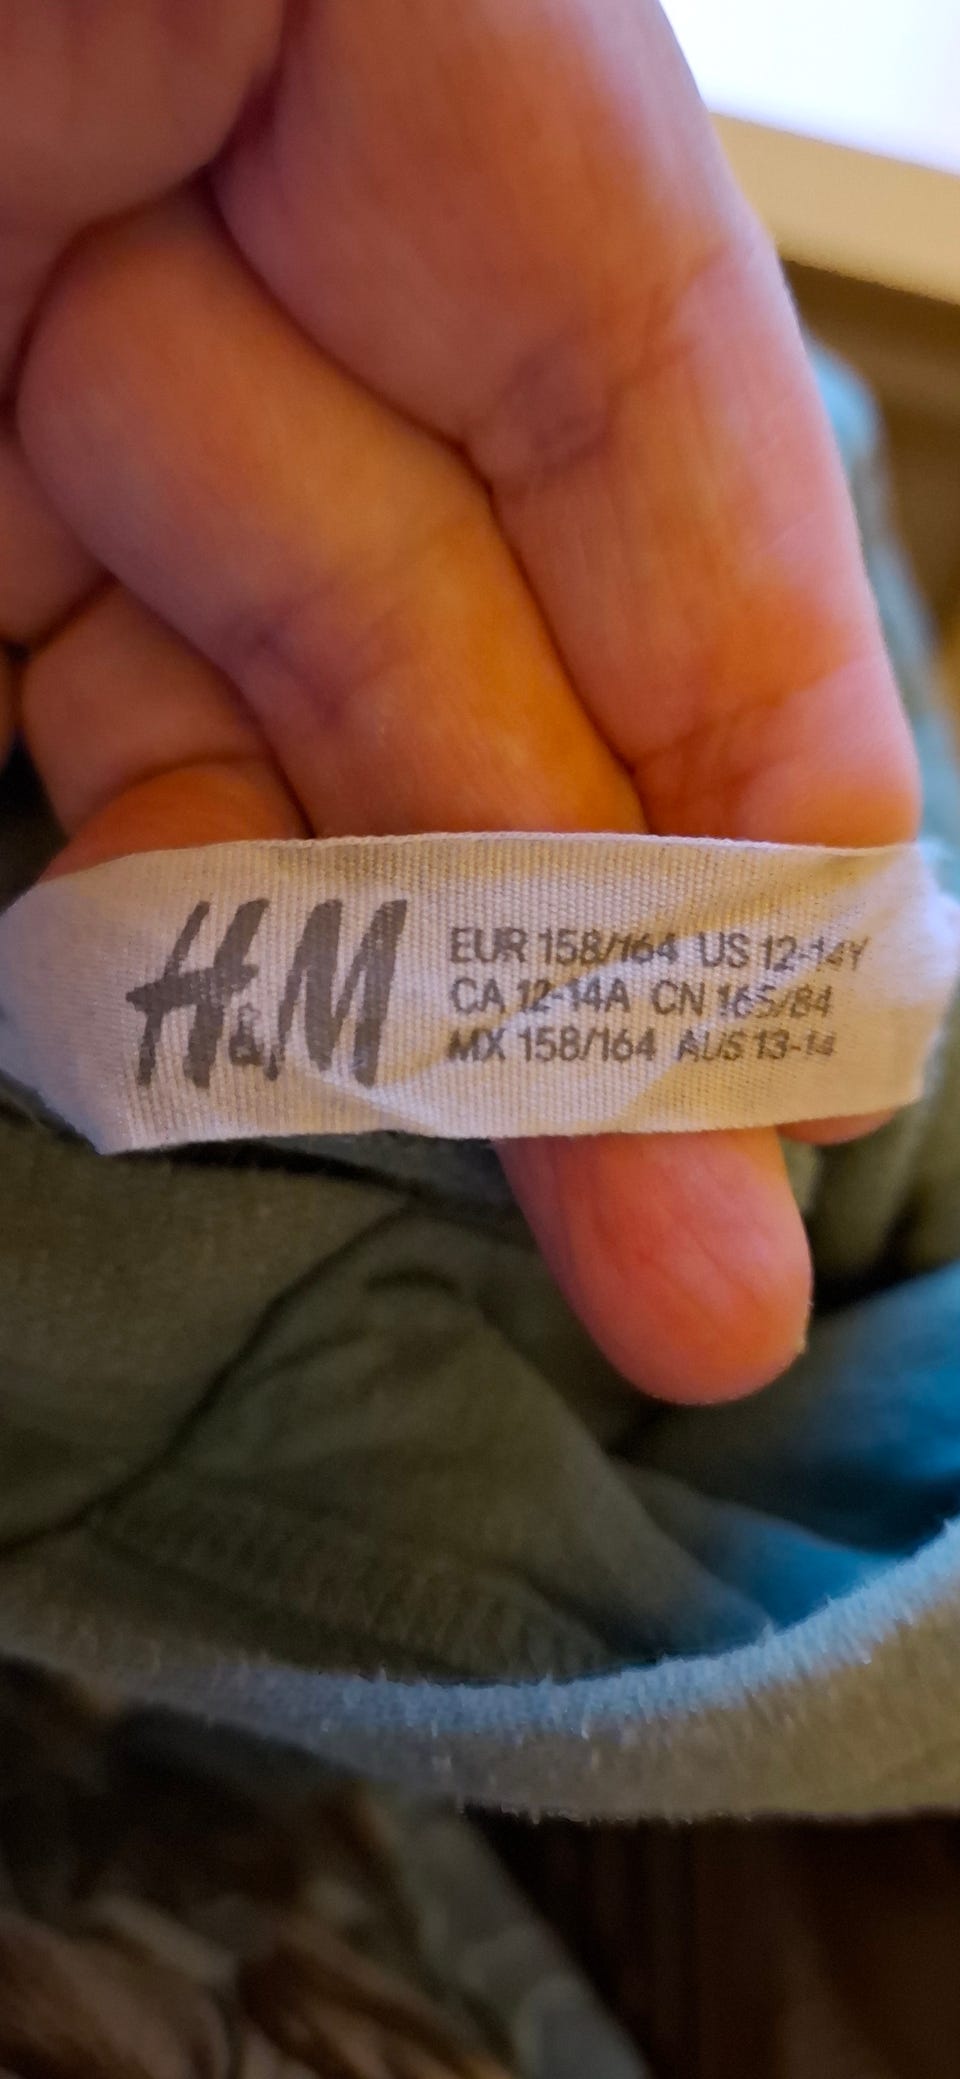 H&M
EUR 158/164 US 12-14Y
CA 12-14A CN 165/84
MX 158/164 AUS 13-14